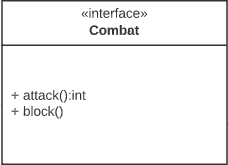 «interface»
Combat
+ attack():int
+ block()